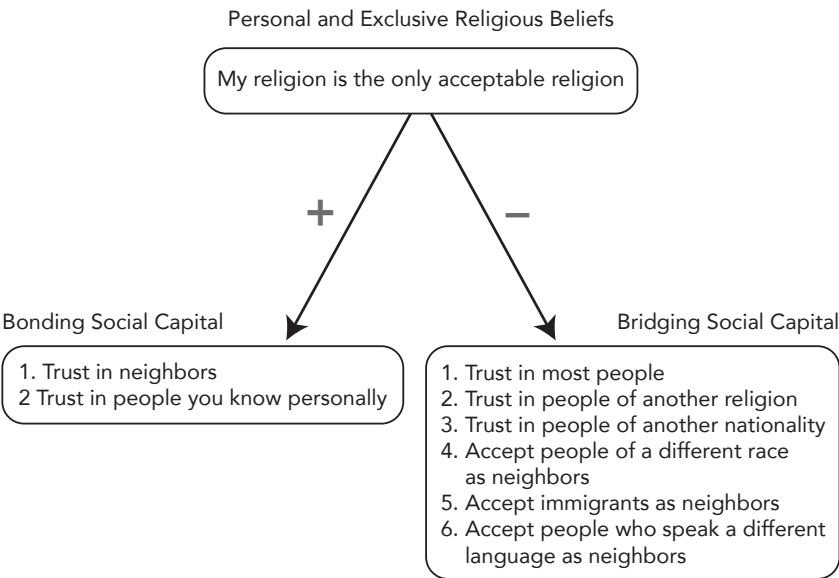 Personal and Exclusive Religious Beliefs
My religion is the only acceptable religion
+
−
Bonding Social Capital
1. Trust in neighbors
2 Trust in people you know personally
Bridging Social Capital
1. Trust in most people
2. Trust in people of another religion
3. Trust in people of another nationality
4. Accept people of a different race
as neighbors
5. Accept immigrants as neighbors
6. Accept people who speak a different
language as neighbors